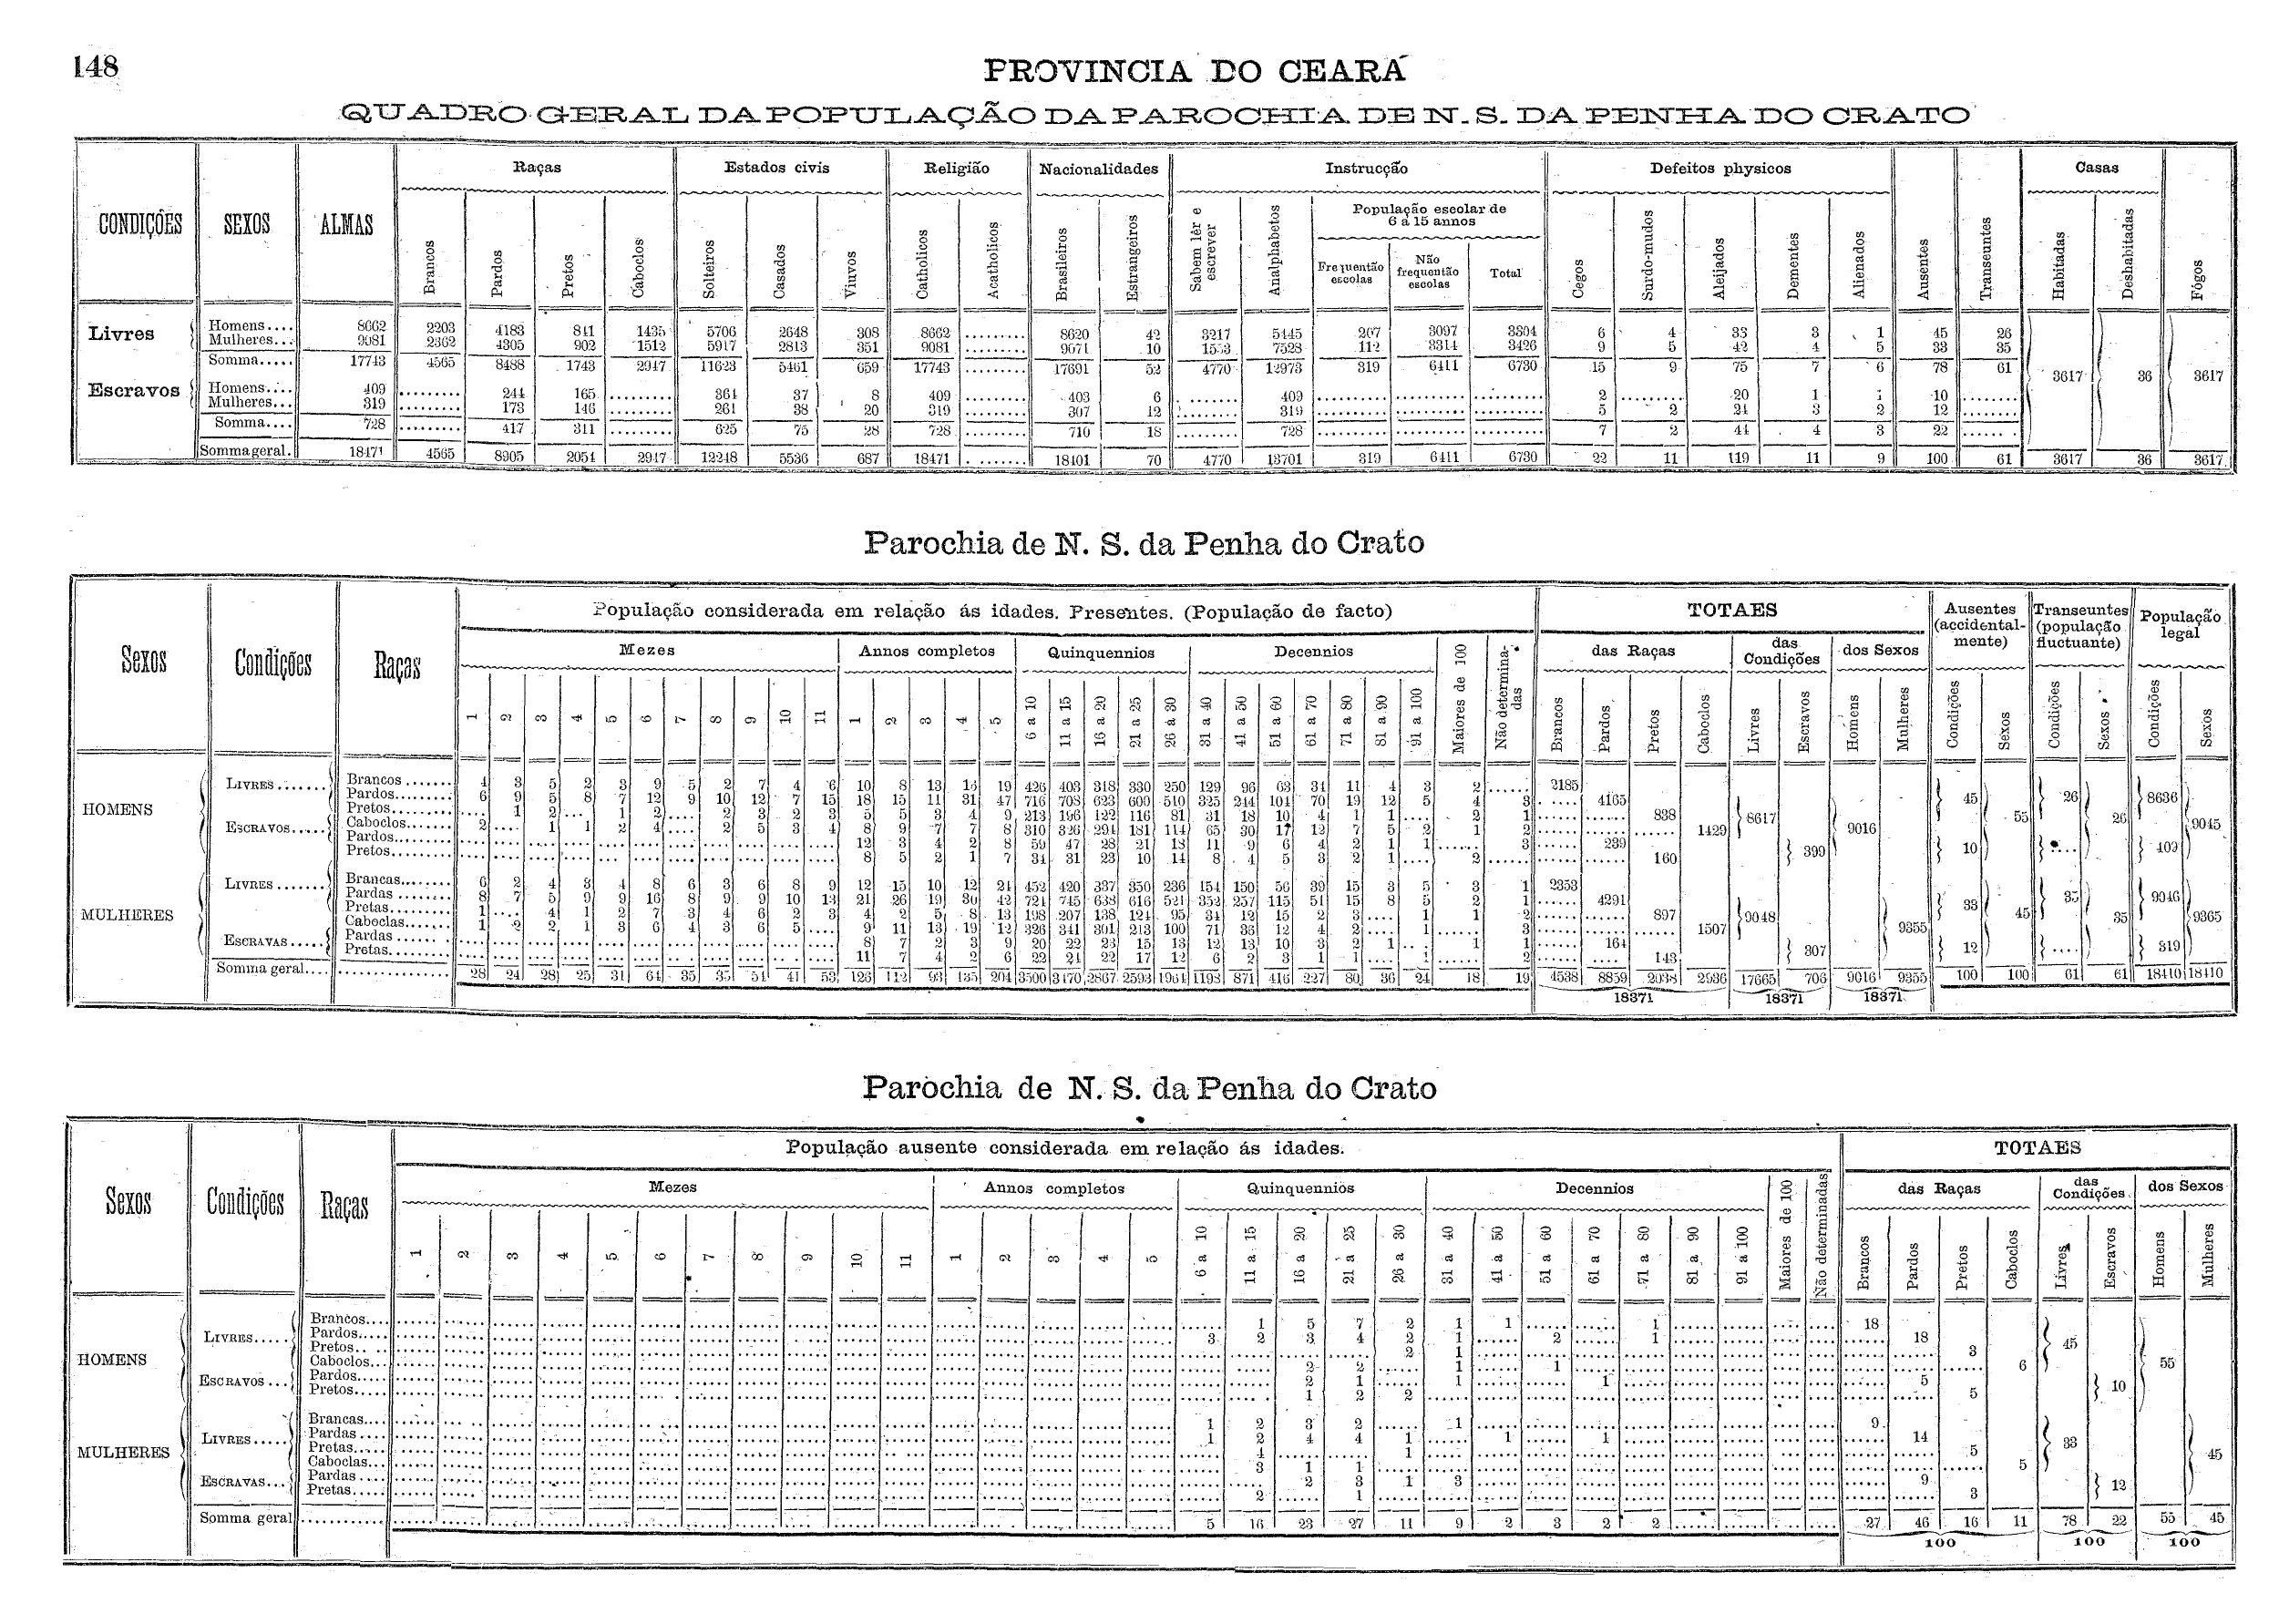 148
PROVINCIA DO CEARÁ
QUADRO GERAL DA POPULAÇÃO DA PAROCHIA DE N. S. DA PENHA DO CRATO
CONDIÇÕES SEXOS ALMAS Raças Estados civis Religião Nacionalidades Instrucção Defeitos physicos Ausentes Transeuntes Casas Fógos
População escolar de 6 a 15 annos
Brancos Pardos Pretos Caboclos Solteiros Casados Viuvos Catholicos Acatholicos Brasileiros Estrangeiros Sabem lêr e escrever Analphabetos Frequentão escolas Não frequentão escolas Total Cegos Surdo-mudos Aleijados Dementes Alienados Habitadas Deshabitadas
Livres Homens.... 8662 2203 4183 841 1435 5706 2648 308 8662 ......... 8620 42 3217 5445 207 3097 3304 6 4 33 3 1 45 26
Mulheres... 9081 2362 4305 902 1512 5917 2813 351 9081 ......... 9071 10 1553 7528 112 3314 3426 9 5 42 4 5 33 35
Somma..... 17743 4565 8488 1743 2947 11623 5461 659 17743 ......... 17691 52 4770 12973 319 6411 6730 15 9 75 7 6 78 61 3617 36 3617
Escravos Homens.... 409 ......... 244 165 ......... 364 37 8 409 ......... 403 6 ........ 409 ......... ......... ......... 2 ......... 20 1 1 10 ........
Mulheres... 319 ......... 173 146 ......... 261 38 20 319 ......... 307 12 ........ 319 ......... ......... ......... 5 2 24 3 2 12 ........
Somma.... 728 ......... 417 311 ......... 625 75 28 728 ......... 710 18 ......... 728 ......... ......... ......... 7 2 44 4 3 22 ........
Somma geral. 18471 4565 8905 2054 2947 12248 5536 687 18471 ........ 18401 70 4770 13701 319 6411 6730 22 11 119 11 9 100 61 3617 36 3617
Parochia de N. S. da Penha do Crato
Sexos Condições Raças População considerada em relação ás idades. Presentes. (População de facto) TOTAES Ausentes (accidentalmente) Transeuntes (população fluctuante) População legal
Mezes Annos completos Quinquennios Decennios Maiores de 100 Não determinadas das Raças das Condições dos Sexos
1 2 3 4 5 6 7 8 9 10 11 1 2 3 4 5 6 a 10 11 a 15 16 a 20 21 a 25 26 a 30 31 a 40 41 a 50 51 a 60 61 a 70 71 a 80 81 a 90 91 a 100 Brancos Pardos Pretos Caboclos Livres Escravos Homens Mulheres Condições Sexos Condições Sexos Condições Sexos
HOMENS LIVRES Brancos 4 3 5 2 3 9 5 2 7 4 6 10 8 13 13 19 426 403 318 330 250 129 96 63 34 11 4 3 2 ...... 2185
Pardos 6 9 5 8 7 12 9 10 12 7 15 18 15 11 31 47 716 708 623 600 510 325 244 104 70 19 12 5 4 3 4165 45 26 8636
Pretos .... 1 2 ... 1 2 .... 2 3 2 3 5 5 3 4 9 213 196 122 116 81 31 18 10 4 1 1 .... 2 1 838 8617 55 26
Caboclos 2 .... 1 1 2 4 .... 2 5 3 4 8 9 7 7 8 310 326 294 181 114 65 30 17 12 7 5 2 1 2 1429 9016 9045
ESCRAVOS Pardos 12 3 4 2 8 59 47 28 21 18 11 9 6 4 2 1 1 ...... 3 239
Pretos 8 5 2 1 7 34 31 23 10 14 8 4 5 3 2 1 .... 2 ...... 160 399 10 409
MULHERES LIVRES Brancas 6 2 4 3 4 8 6 3 6 8 9 12 15 10 12 24 452 420 337 350 236 154 150 56 39 15 3 5 3 1 2353
Pardas 8 7 5 9 9 16 8 9 9 10 13 21 26 19 30 42 721 745 638 616 521 352 257 115 51 15 8 5 2 1 4291 33 35 9046
Pretas 1 .... 4 1 2 7 3 4 6 2 3 4 2 5 8 13 198 207 138 124 95 34 12 15 2 3 .... 1 1 2 897 9048 45 35 9365
Caboclas 1 2 2 1 3 6 4 3 6 5 .... 9 11 13 19 12 326 341 301 213 100 71 33 12 4 2 .... 1 ...... 3 1507 9355
ESCRAVAS Pardas 8 7 2 3 9 20 22 23 15 13 12 13 10 3 2 1 .... 1 1 164
Pretas 11 7 4 2 6 22 24 22 17 12 6 2 3 1 1 .... 1 ...... 2 143 307 12 .... 319
Somma geral 28 24 28 25 31 64 35 35 54 41 53 126 112 93 135 204 3500 3470 2867 2593 1964 1193 871 416 227 80 36 24 18 19 4538 8859 2038 2936 17665 706 9016 9355 100 100 61 61 18410 18410
18371 18371 18371
Parochia de N. S. da Penha do Crato
Sexos Condições Raças População ausente considerada em relação ás idades. TOTAES
Mezes Annos completos Quinquennios Decennios Maiores de 100 Não determinadas das Raças das Condições dos Sexos
1 2 3 4 5 6 7 8 9 10 11 1 2 3 4 5 6 a 10 11 a 15 16 a 20 21 a 25 26 a 30 31 a 40 41 a 50 51 a 60 61 a 70 71 a 80 81 a 90 91 a 100 Brancos Pardos Pretos Caboclos Livres Escravos Homens Mulheres
HOMENS LIVRES Brancos ...... 1 5 7 2 1 1 ...... ...... 1 18
Pardos 3 2 3 4 2 1 ...... 2 ...... 1 18 45
Pretos 2 1 3
Caboclos 2 2 ...... 1 ...... 1 6 55
ESCRAVOS Pardos 2 1 ...... 1 ...... ...... 1 5
Pretos 1 2 2 5 10
MULHERES LIVRES Brancas 1 2 3 2 ...... 1 9
Pardas 1 2 4 4 1 ...... 1 ...... 1 14
Pretas 4 ...... ...... 1 5 33
Caboclas 3 1 1 5 45
ESCRAVAS Pardas 2 3 1 3 9
Pretas 2 ...... 1 3 12
Somma geral 5 16 23 27 11 9 2 3 2 2 27 46 16 11 78 22 55 45
100 100 100